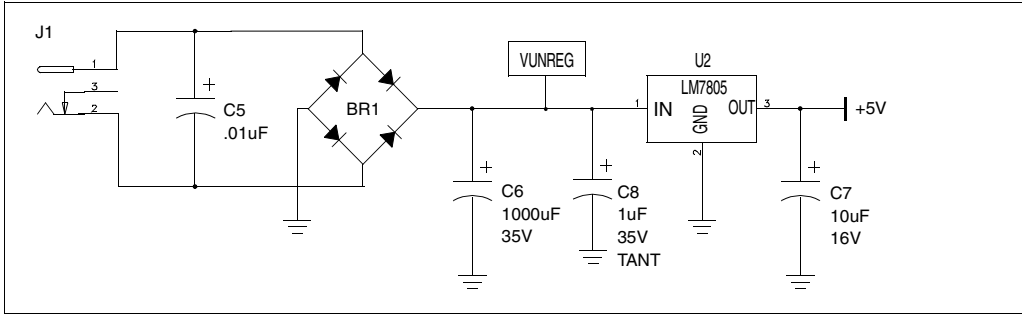 J1
1
3
2
+
C5
.01uF
BR1
VUNREG
+
C6
1000uF
35V
+
C8
1uF
35V
TANT
U2
LM7805
1
IN
GND
OUT
3
2
+5V
+
C7
10uF
16V